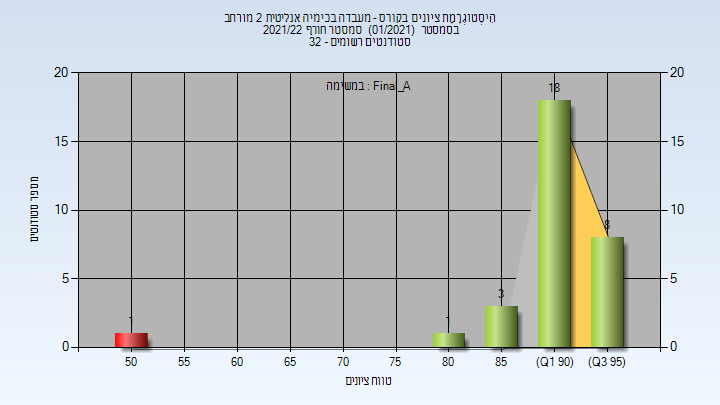 הִיסְטוֹגְרָמַת ציונים בקורס - מעבדה בכימיה אנליטית 2 מורחב
בסמסטר (01/2021) סמסטר חורף 2021/22
סטודנטים רשומים - 32
במשימה : Final_A
מספר סטודנטים
20 20
15 15
10 10
5 5
0 0
1 1 3 18 8
50 55 60 65 70 75 80 85 (Q1 90) (Q3 95)
טווח ציונים